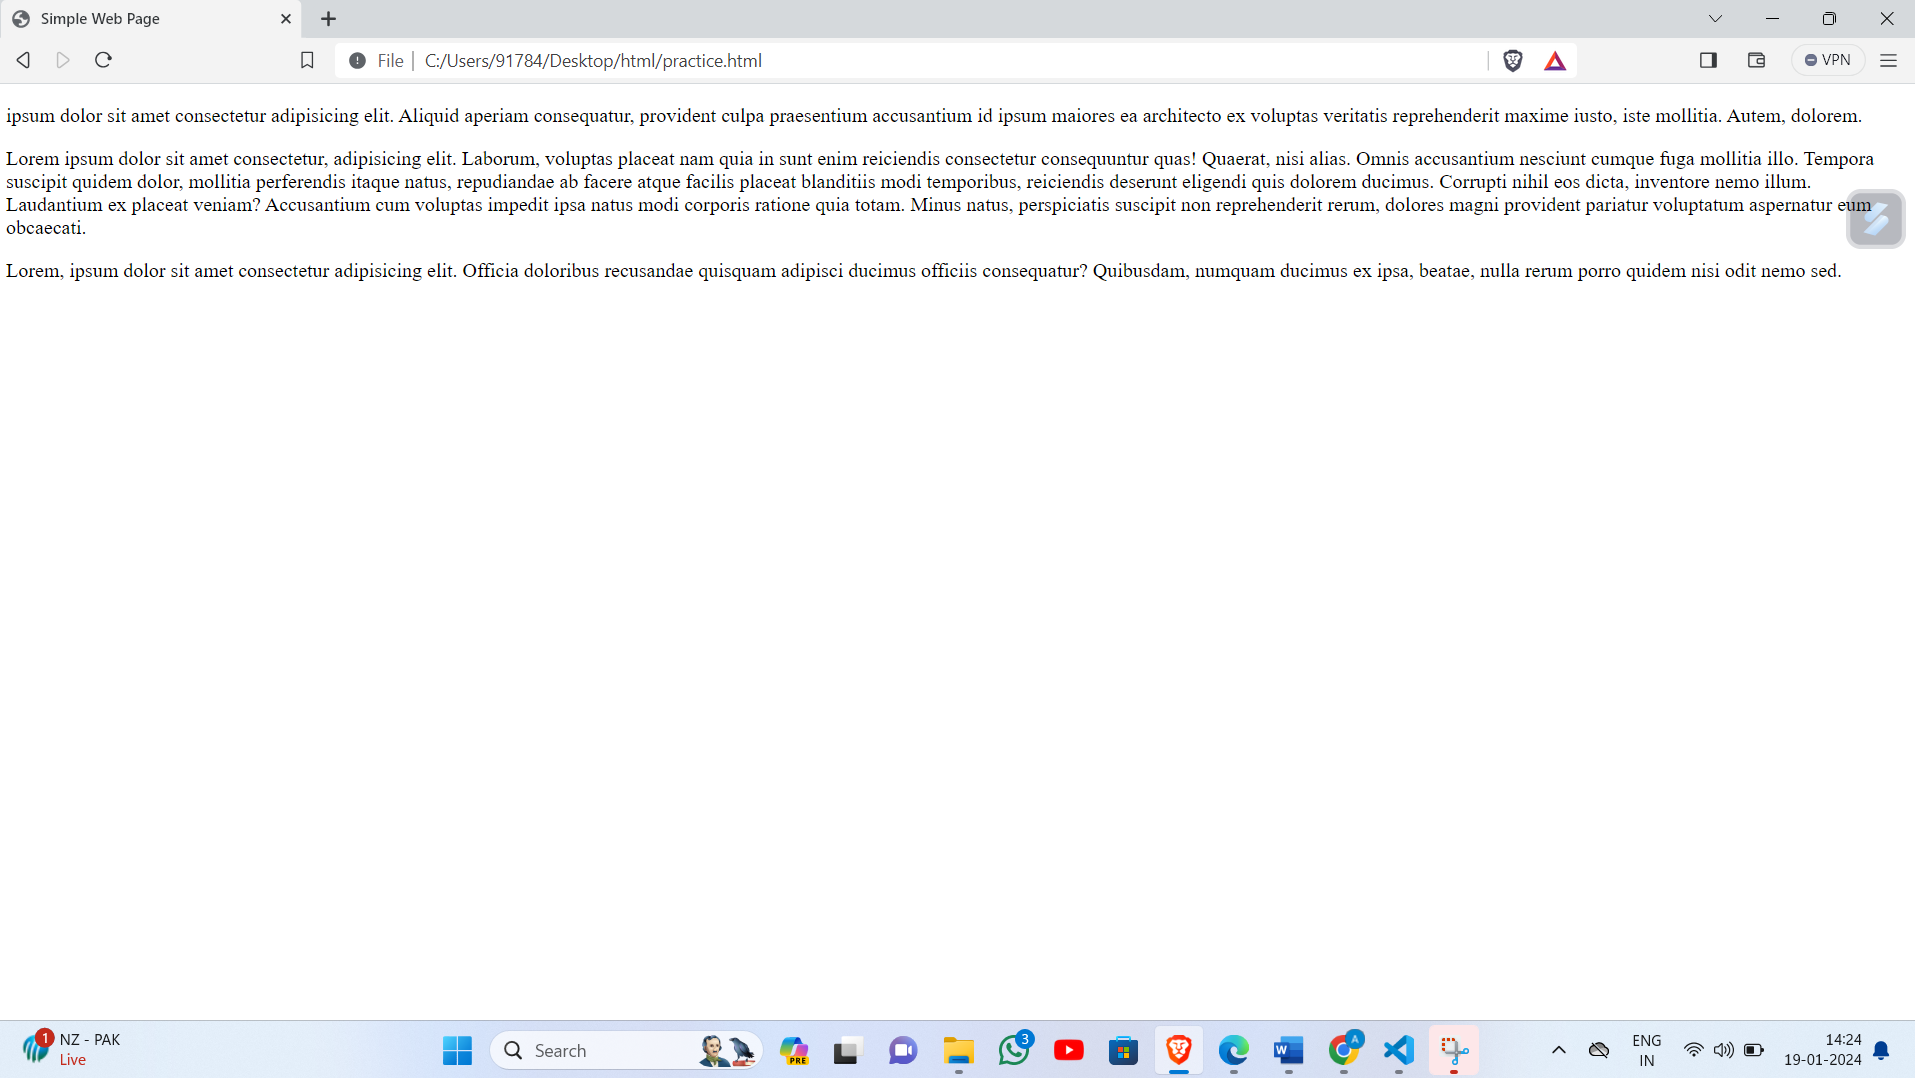 Simple Web Page
File
C:/Users/91784/Desktop/html/practice.html
VPN
ipsum dolor sit amet consectetur adipisicing elit. Aliquid aperiam consequatur, provident culpa praesentium accusantium id ipsum maiores ea architecto ex voluptas veritatis reprehenderit maxime iusto, iste mollitia. Autem, dolorem.
Lorem ipsum dolor sit amet consectetur, adipisicing elit. Laborum, voluptas placeat nam quia in sunt enim reiciendis consectetur consequuntur quas! Quaerat, nisi alias. Omnis accusantium nesciunt cumque fuga mollitia illo. Tempora
suscipit quidem dolor, mollitia perferendis itaque natus, repudiandae ab facere atque facilis placeat blanditiis modi temporibus, reiciendis deserunt eligendi quis dolorem ducimus. Corrupti nihil eos dicta, inventore nemo illum.
Laudantium ex placeat veniam? Accusantium cum voluptas impedit ipsa natus modi corporis ratione quia totam. Minus natus, perspiciatis suscipit non reprehenderit rerum, dolores magni provident pariatur voluptatum aspernatur eum
obcaecati.
Lorem, ipsum dolor sit amet consectetur adipisicing elit. Officia doloribus recusandae quisquam adipisci ducimus officiis consequatur? Quibusdam, numquam ducimus ex ipsa, beatae, nulla rerum porro quidem nisi odit nemo sed.
1
NZ - PAK
Live
Search
PRE
3
W
A
ENG
IN
14:24
19-01-2024